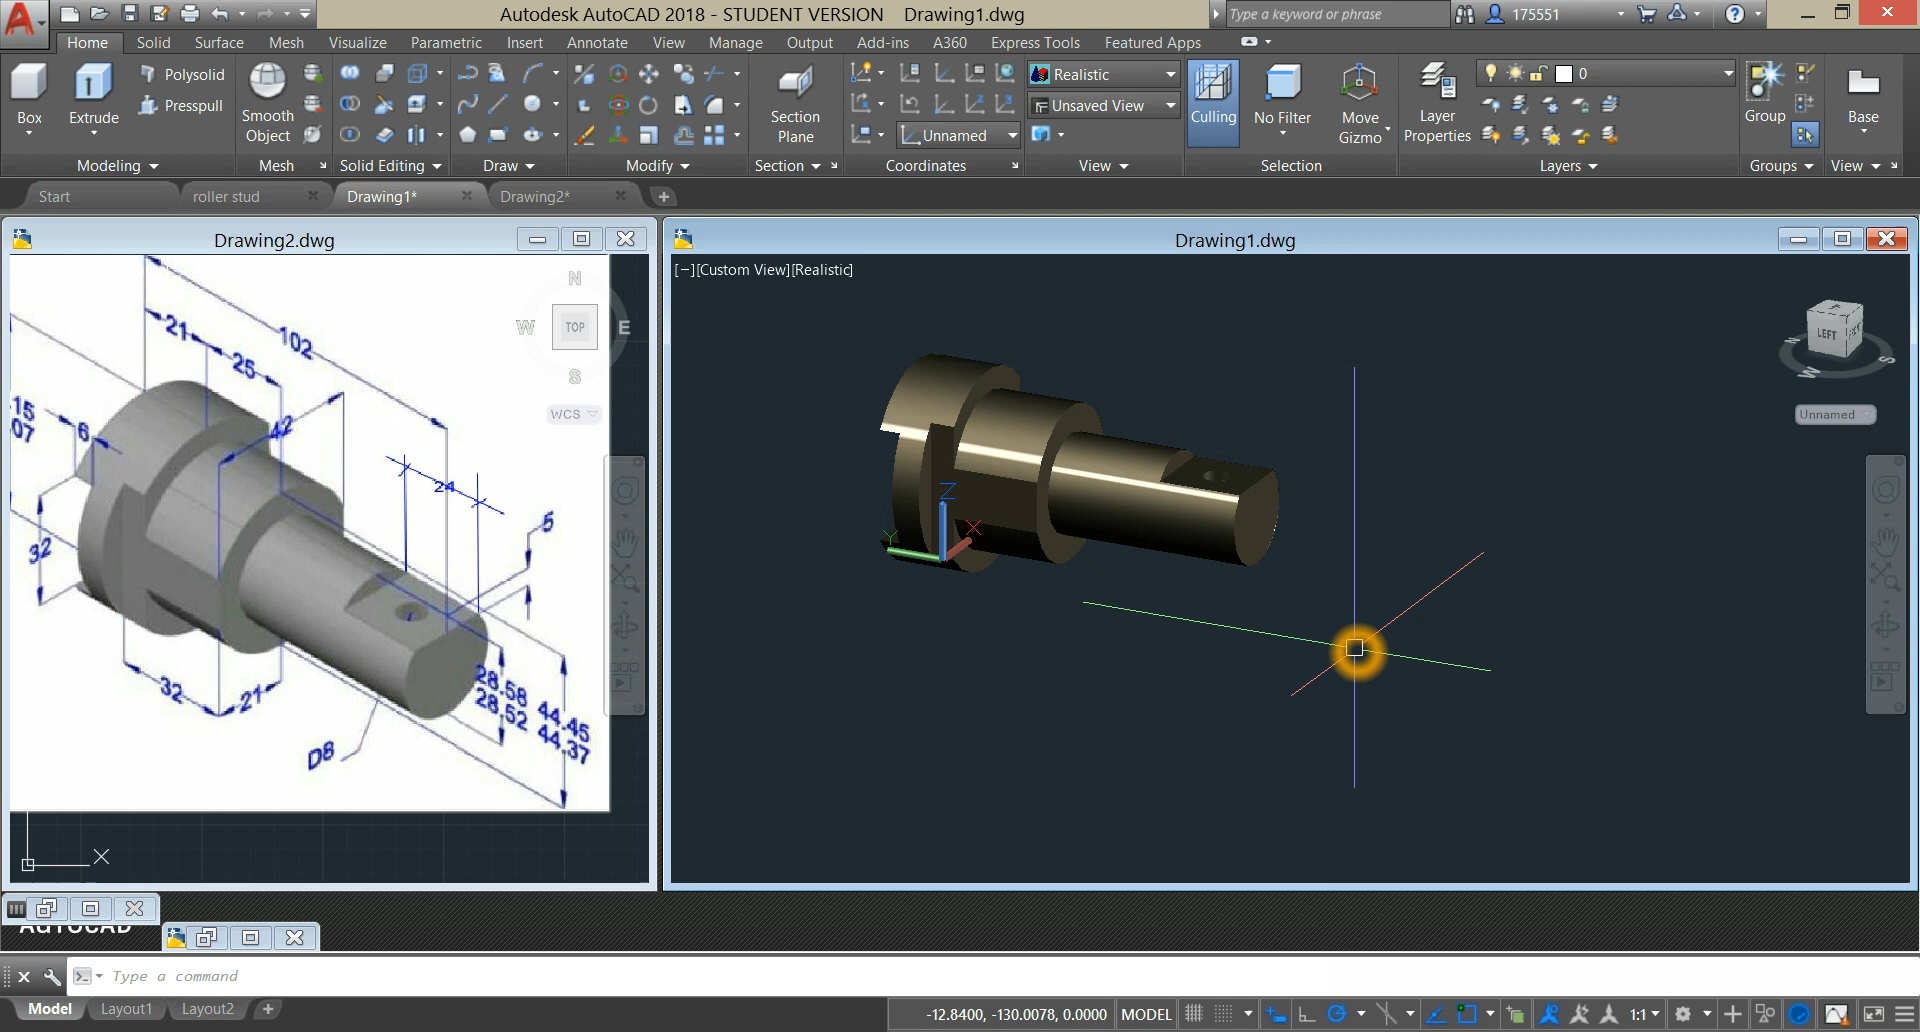 Autodesk AutoCAD 2018 - STUDENT VERSION Drawing1.dwg
Type a keyword or phrase
175551
Home Solid Surface Mesh Visualize Parametric Insert Annotate View Manage Output Add-ins A360 Express Tools Featured Apps
Box
Extrude
Polysolid
Presspull
Smooth
Object
Section
Plane
Unnamed
Realistic
Unsaved View
Culling
No Filter
Move
Gizmo
Layer
Properties
0
Group
Base
Modeling Mesh Solid Editing Draw Modify Section Coordinates View Selection Layers Groups View
Start roller stud Drawing1* Drawing2*
Drawing2.dwg
Drawing1.dwg
[−][Custom View][Realistic]
N
W TOP E
S
WCS
102
21
25
42
15
07
6
24
5
32
32
21
28.58
28.52
44.45
44.37
D8
X
Z
Y
X
LEFT
N
W
S
Unnamed
AUTOCAD
Type a command
Model Layout1 Layout2
-12.8400, -130.0078, 0.0000 MODEL 1:1